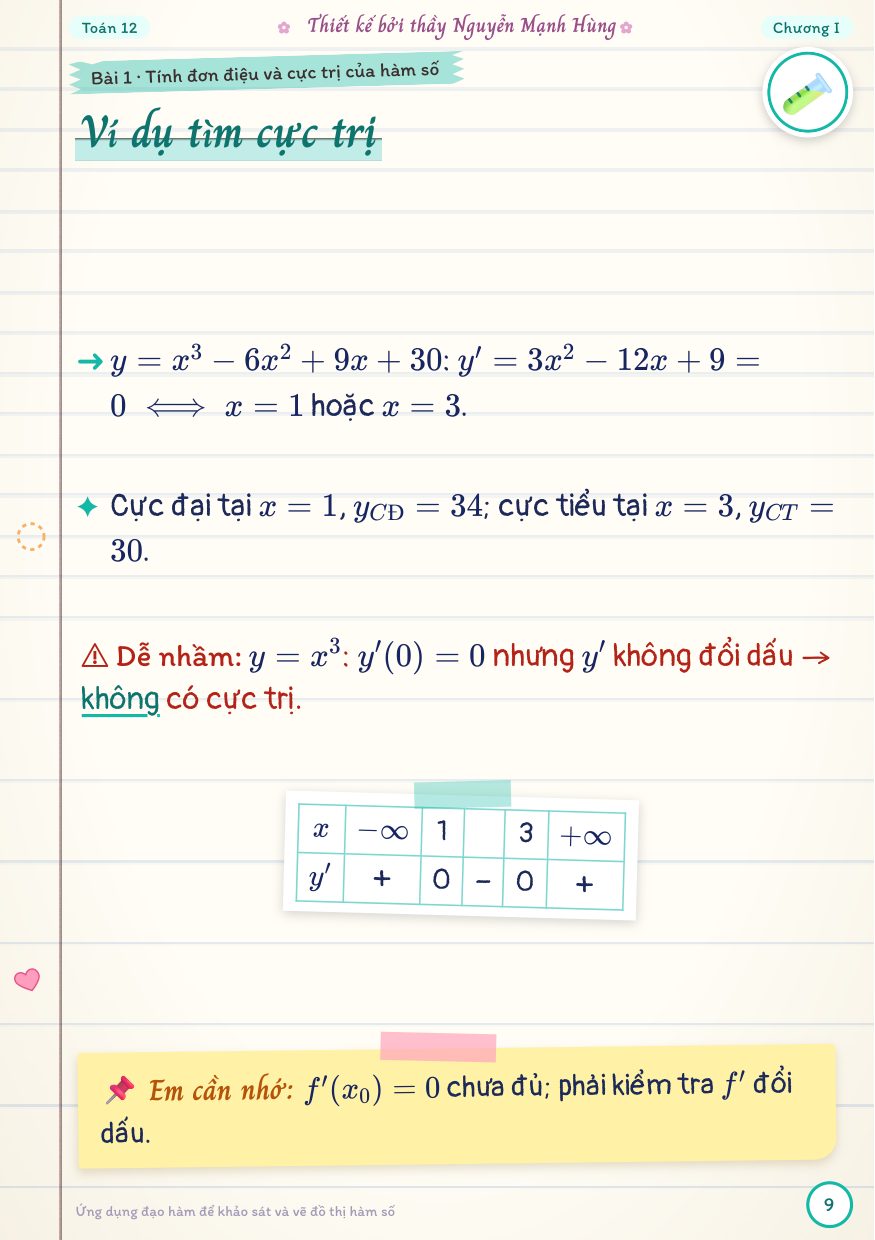 Toán 12
Thiết kế bởi thầy Nguyễn Mạnh Hùng
Chương I
Bài 1 · Tính đơn điệu và cực trị của hàm số
Ví dụ tìm cực trị
→ y = x³ − 6x² + 9x + 30: y′ = 3x² − 12x + 9 =
0 ⟺ x = 1 hoặc x = 3.
✦ Cực đại tại x = 1, y_CĐ = 34; cực tiểu tại x = 3, y_CT =
30.
⚠ Dễ nhầm: y = x³: y′(0) = 0 nhưng y′ không đổi dấu →
không có cực trị.
x −∞ 1 3 +∞
y′ + 0 − 0 +
📌 Em cần nhớ: f′(x₀) = 0 chưa đủ; phải kiểm tra f′ đổi
dấu.
Ứng dụng đạo hàm để khảo sát và vẽ đồ thị hàm số
9